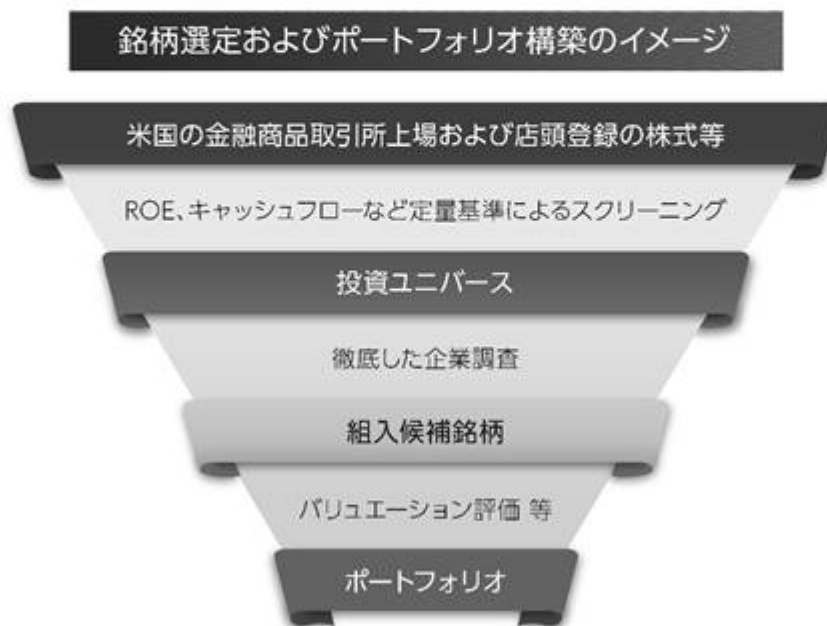 銘柄選定およびポートフォリオ構築のイメージ
米国の金融商品取引所上場および店頭登録の株式等
ROE、キャッシュフローなど定量基準によるスクリーニング
投資ユニバース
徹底した企業調査
組入候補銘柄
バリュエーション評価 等
ポートフォリオ